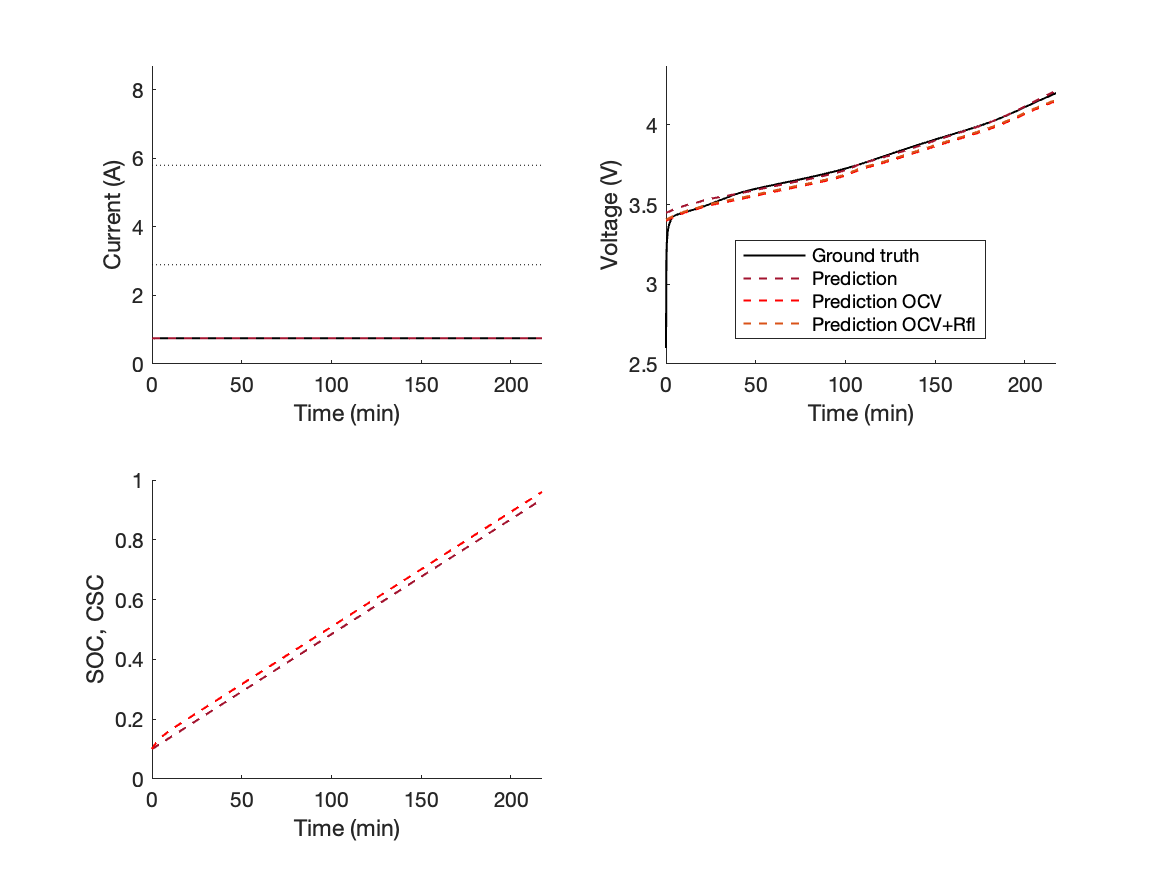 8
6
4
2
0
Current (A)
0 50 100 150 200
Time (min)
4
3.5
3
2.5
Voltage (V)
Ground truth
Prediction
Prediction OCV
Prediction OCV+Rfl
0 50 100 150 200
Time (min)
1
0.8
0.6
0.4
0.2
0
SOC, CSC
0 50 100 150 200
Time (min)